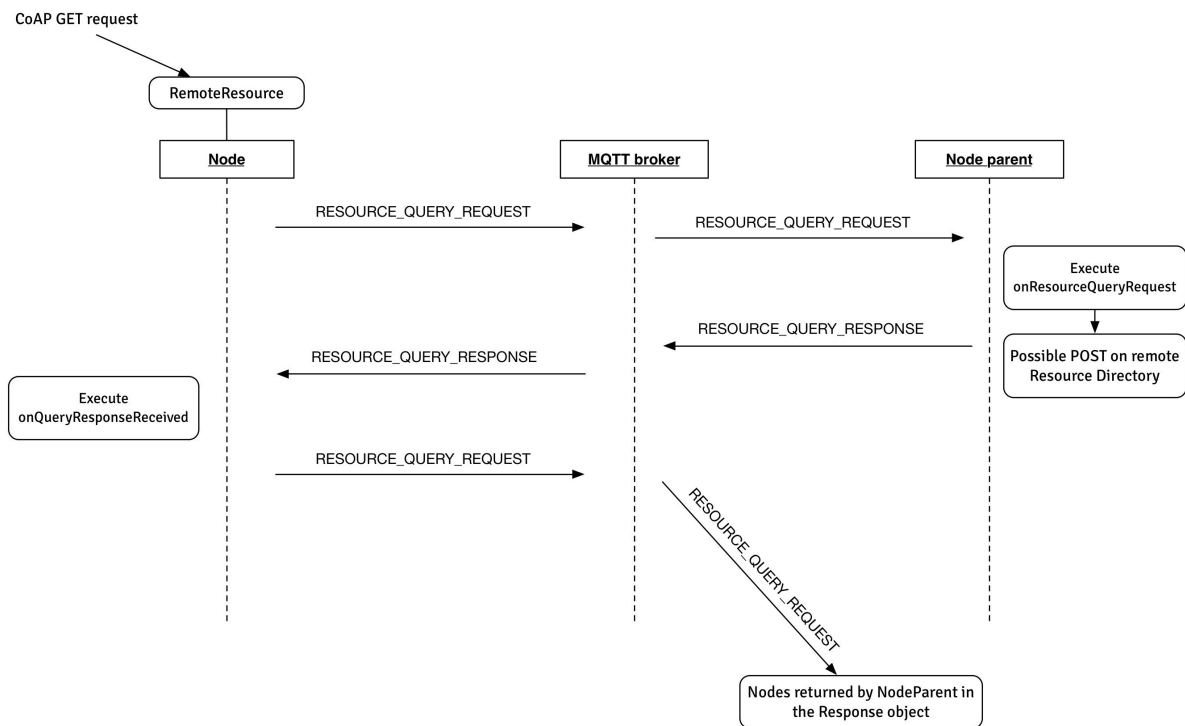 CoAP GET request
RemoteResource
Node
MQTT broker
Node parent
RESOURCE_QUERY_REQUEST
RESOURCE_QUERY_REQUEST
Execute
onResourceQueryRequest
RESOURCE_QUERY_RESPONSE
RESOURCE_QUERY_RESPONSE
Possible POST on remote
Resource Directory
Execute
onQueryResponseReceived
RESOURCE_QUERY_REQUEST
RESOURCE_QUERY_REQUEST
Nodes returned by NodeParent in
the Response object